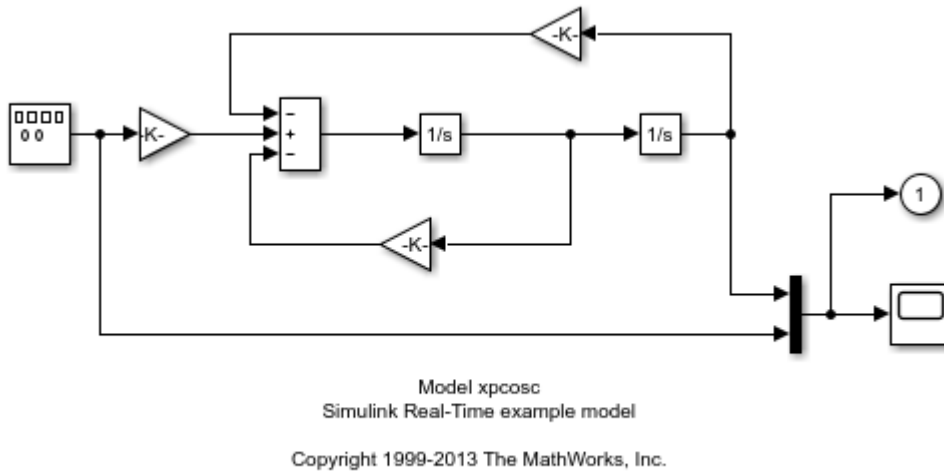 -K-
−
+
−
-K-
1/s
1/s
-K-
1
Model xpcosc
Simulink Real-Time example model
Copyright 1999-2013 The MathWorks, Inc.